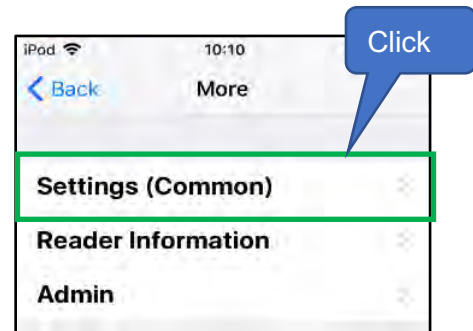 iPod 10:10
Click
Back More
Settings (Common)
Reader Information
Admin